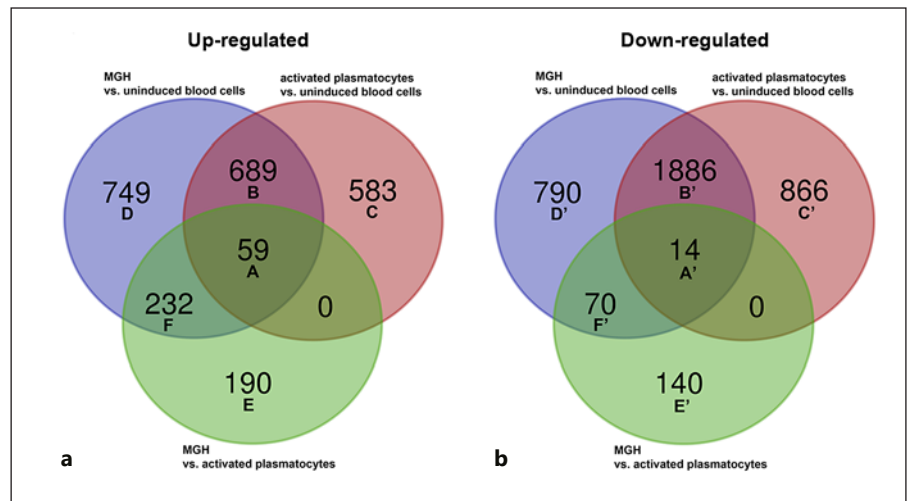 Up-regulated
MGH
vs. uninduced blood cells
activated plasmatocytes
vs. uninduced blood cells
749
D
689
B
583
C
59
A
232
F
0
190
E
MGH
vs. activated plasmatocytes
a
Down-regulated
MGH
vs. uninduced blood cells
activated plasmatocytes
vs. uninduced blood cells
790
D'
1886
B'
866
C'
14
A'
70
F'
0
140
E'
MGH
vs. activated plasmatocytes
b